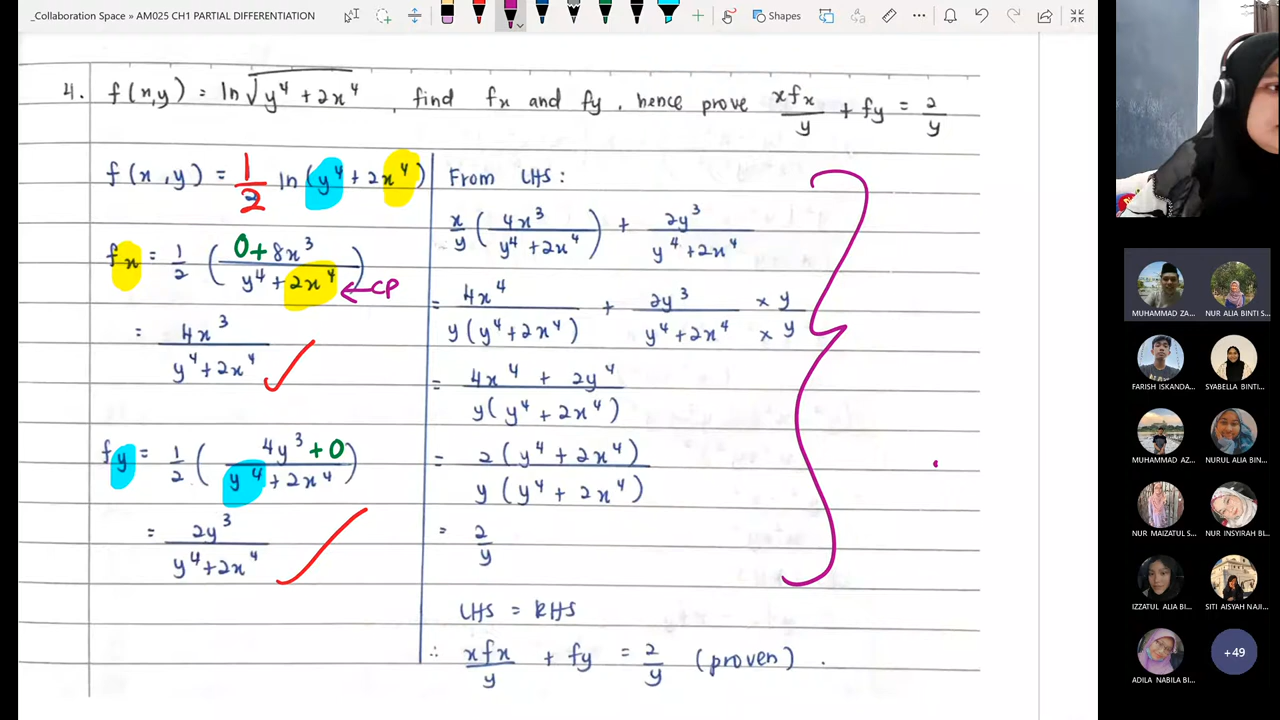 _Collaboration Space » AM025 CH1 PARTIAL DIFFERENTIATION
Shapes
4. f(x,y) = ln √(y⁴ + 2x⁴) , find fx and fy , hence prove xfx/y + fy = 2/y
f(x,y) = 1/2 ln (y⁴ + 2x⁴)
fx = 1/2 ( 0 + 8x³ / y⁴ + 2x⁴ ) ← CP
= 4x³ / y⁴ + 2x⁴ ✓
fy = 1/2 ( 4y³ + 0 / y⁴ + 2x⁴ )
= 2y³ / y⁴ + 2x⁴ ✓
From LHS :
x/y ( 4x³ / y⁴ + 2x⁴ ) + 2y³ / y⁴ + 2x⁴
= 4x⁴ / y(y⁴ + 2x⁴) + 2y³ / y⁴ + 2x⁴ × y / × y
= 4x⁴ + 2y⁴ / y(y⁴ + 2x⁴)
= 2(y⁴ + 2x⁴) / y(y⁴ + 2x⁴)
= 2/y
LHS = RHS
∴ xfx/y + fy = 2/y (proven) .
MUHAMMAD ZA...
NUR ALIA BINTI S...
FARISH ISKANDA...
SYABELLA BINTI...
MUHAMMAD AZ...
NURUL ALIA BIN...
NUR MAIZATUL S...
NUR INSYIRAH BI...
IZZATUL ALIA BI...
SITI AISYAH NAJI...
ADILA NABILA BI...
+49